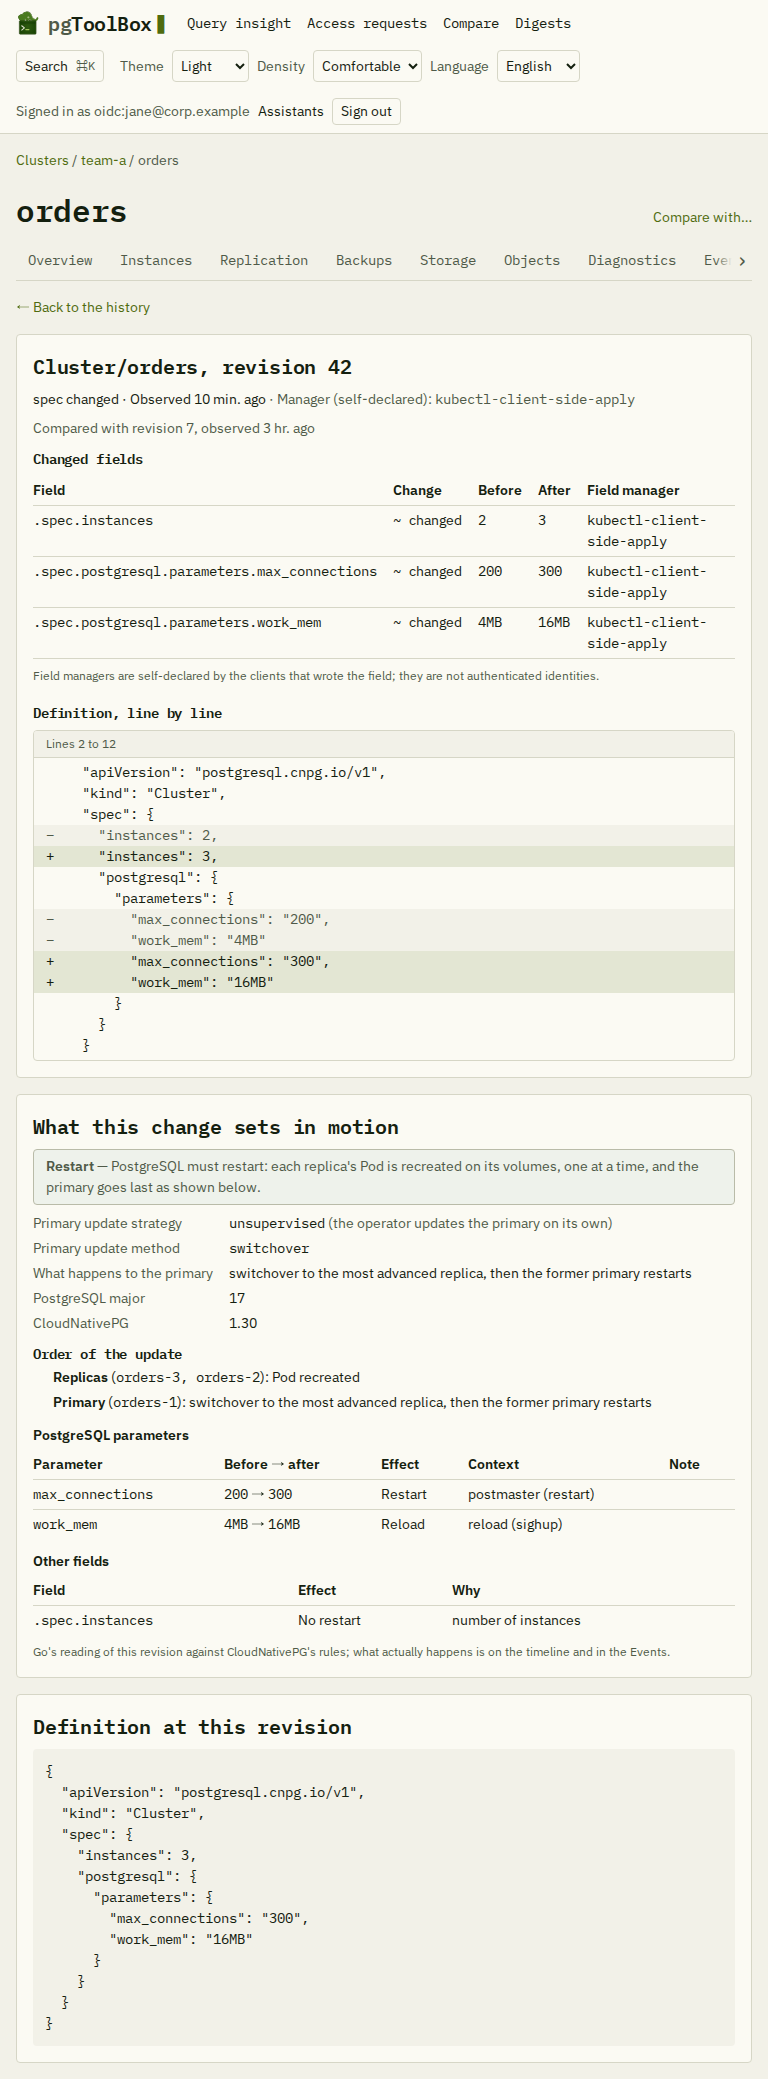 pgToolBox Query insight Access requests Compare Digests
Search ⌘K Theme Light Density Comfortable Language English
Signed in as oidc:jane@corp.example Assistants Sign out
Clusters / team-a / orders
orders Compare with…
Overview Instances Replication Backups Storage Objects Diagnostics
← Back to the history
Cluster/orders, revision 42
spec changed · Observed 10 min. ago · Manager (self-declared): kubectl-client-side-apply
Compared with revision 7, observed 3 hr. ago
Changed fields
Field Change Before After Field manager
.spec.instances ~ changed 2 3 kubectl-client-
side-apply
.spec.postgresql.parameters.max_connections ~ changed 200 300 kubectl-client-
side-apply
.spec.postgresql.parameters.work_mem ~ changed 4MB 16MB kubectl-client-
side-apply
Field managers are self-declared by the clients that wrote the field; they are not authenticated identities.
Definition, line by line
Lines 2 to 12
"apiVersion": "postgresql.cnpg.io/v1",
"kind": "Cluster",
"spec": {
− "instances": 2,
+ "instances": 3,
"postgresql": {
"parameters": {
− "max_connections": "200",
− "work_mem": "4MB"
+ "max_connections": "300",
+ "work_mem": "16MB"
}
}
}
What this change sets in motion
Restart — PostgreSQL must restart: each replica's Pod is recreated on its volumes, one at a time, and the
primary goes last as shown below.
Primary update strategy unsupervised (the operator updates the primary on its own)
Primary update method switchover
What happens to the primary switchover to the most advanced replica, then the former primary restarts
PostgreSQL major 17
CloudNativePG 1.30
Order of the update
Replicas (orders-3, orders-2): Pod recreated
Primary (orders-1): switchover to the most advanced replica, then the former primary restarts
PostgreSQL parameters
Parameter Before → after Effect Context Note
max_connections 200 → 300 Restart postmaster (restart)
work_mem 4MB → 16MB Reload reload (sighup)
Other fields
Field Effect Why
.spec.instances No restart number of instances
Go's reading of this revision against CloudNativePG's rules; what actually happens is on the timeline and in the Events.
Definition at this revision
{
"apiVersion": "postgresql.cnpg.io/v1",
"kind": "Cluster",
"spec": {
"instances": 3,
"postgresql": {
"parameters": {
"max_connections": "300",
"work_mem": "16MB"
}
}
}
}